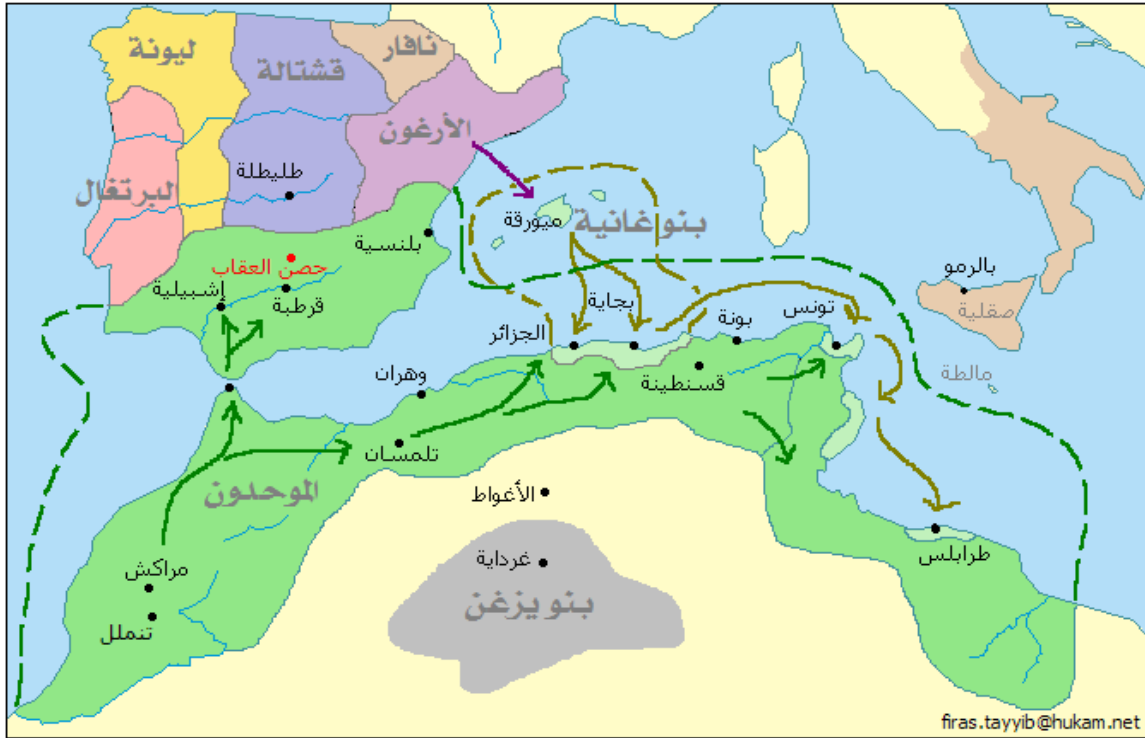 ليونة
قشتالة
نافار
الأرغون
البرتغال
طليطلة
ميورقة
بنو غانية
بلنسية
حصن العقاب
إشبيلية
قرطبة
بالرمو
صقلية
بجاية
تونس
بونة
الجزائر
وهران
قسنطينة
مالطة
تلمسان
الموحدون
الأغواط
طرابلس
غرداية
مراكش
بنو يزغن
تنملل
firas.tayyib@hukam.net